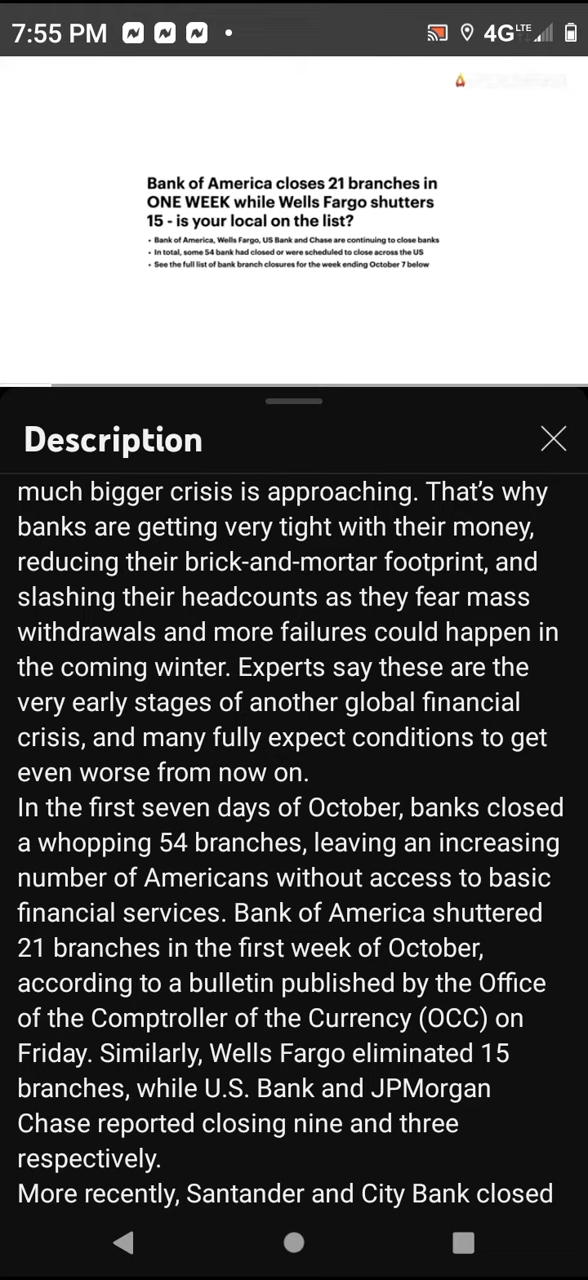 7:55 PM
4G LTE
Bank of America closes 21 branches in
ONE WEEK while Wells Fargo shutters
15 - is your local on the list?
• Bank of America, Wells Fargo, US Bank and Chase are continuing to close banks
• In total, some 54 bank had closed or were scheduled to close across the US
• See the full list of bank branch closures for the week ending October 7 below
Description
much bigger crisis is approaching. That’s why
banks are getting very tight with their money,
reducing their brick-and-mortar footprint, and
slashing their headcounts as they fear mass
withdrawals and more failures could happen in
the coming winter. Experts say these are the
very early stages of another global financial
crisis, and many fully expect conditions to get
even worse from now on.
In the first seven days of October, banks closed
a whopping 54 branches, leaving an increasing
number of Americans without access to basic
financial services. Bank of America shuttered
21 branches in the first week of October,
according to a bulletin published by the Office
of the Comptroller of the Currency (OCC) on
Friday. Similarly, Wells Fargo eliminated 15
branches, while U.S. Bank and JPMorgan
Chase reported closing nine and three
respectively.
More recently, Santander and City Bank closed